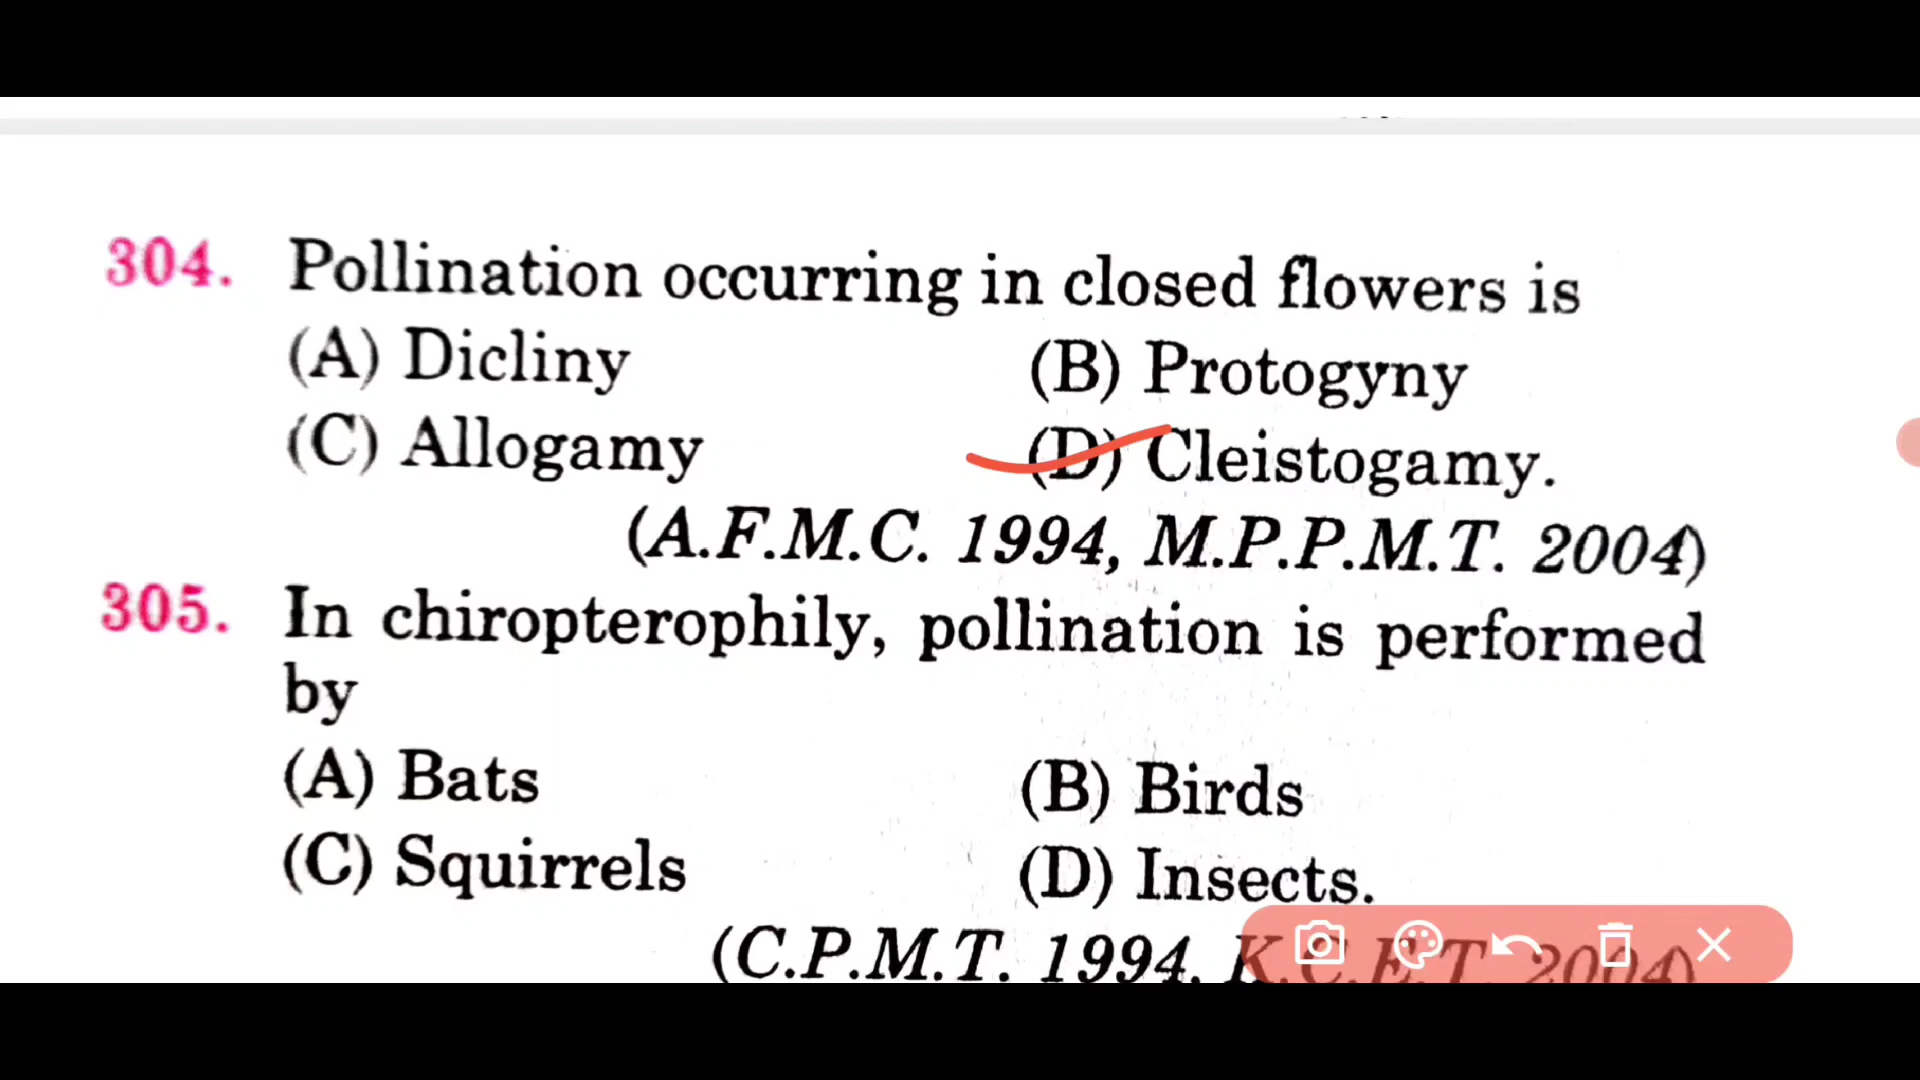 304. Pollination occurring in closed flowers is
(A) Dicliny (B) Protogyny
(C) Allogamy (D) Cleistogamy.
(A.F.M.C. 1994, M.P.P.M.T. 2004)
305. In chiropterophily, pollination is performed
by
(A) Bats (B) Birds
(C) Squirrels (D) Insects.
(C.P.M.T. 1994, K.C.E.T. 2004)